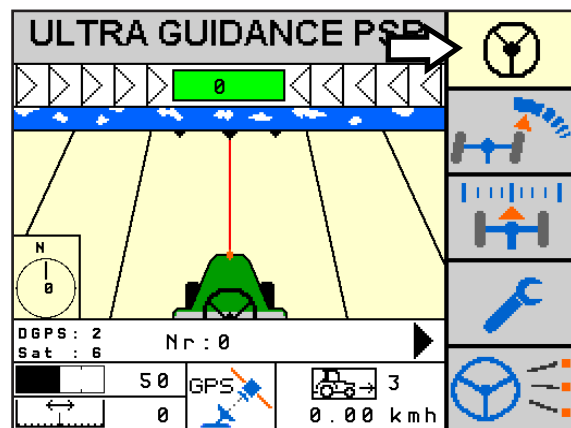 ULTRA GUIDANCE PSR
0
N
0
DGPS: 2
Sat : 6
Nr:0
50
GPS
3
0
0.00 kmh